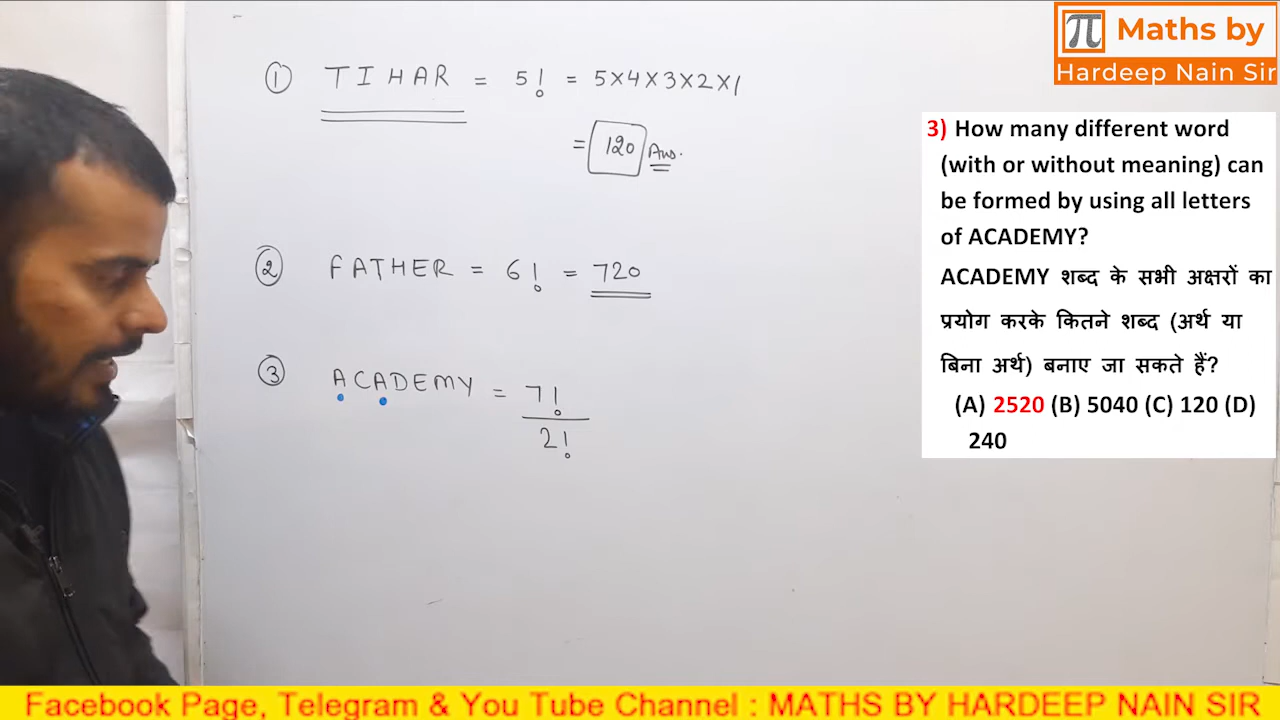 Maths by
Hardeep Nain Sir
① TIHAR = 5! = 5×4×3×2×1
= 120 Ans.
② FATHER = 6! = 720
③ ACADEMY = 7!
2!
3) How many different word
(with or without meaning) can
be formed by using all letters
of ACADEMY?
ACADEMY शब्द के सभी अक्षरों का
प्रयोग करके कितने शब्द (अर्थ या
बिना अर्थ) बनाए जा सकते हैं?
(A) 2520 (B) 5040 (C) 120 (D)
240
Facebook Page, Telegram & You Tube Channel : MATHS BY HARDEEP NAIN SIR